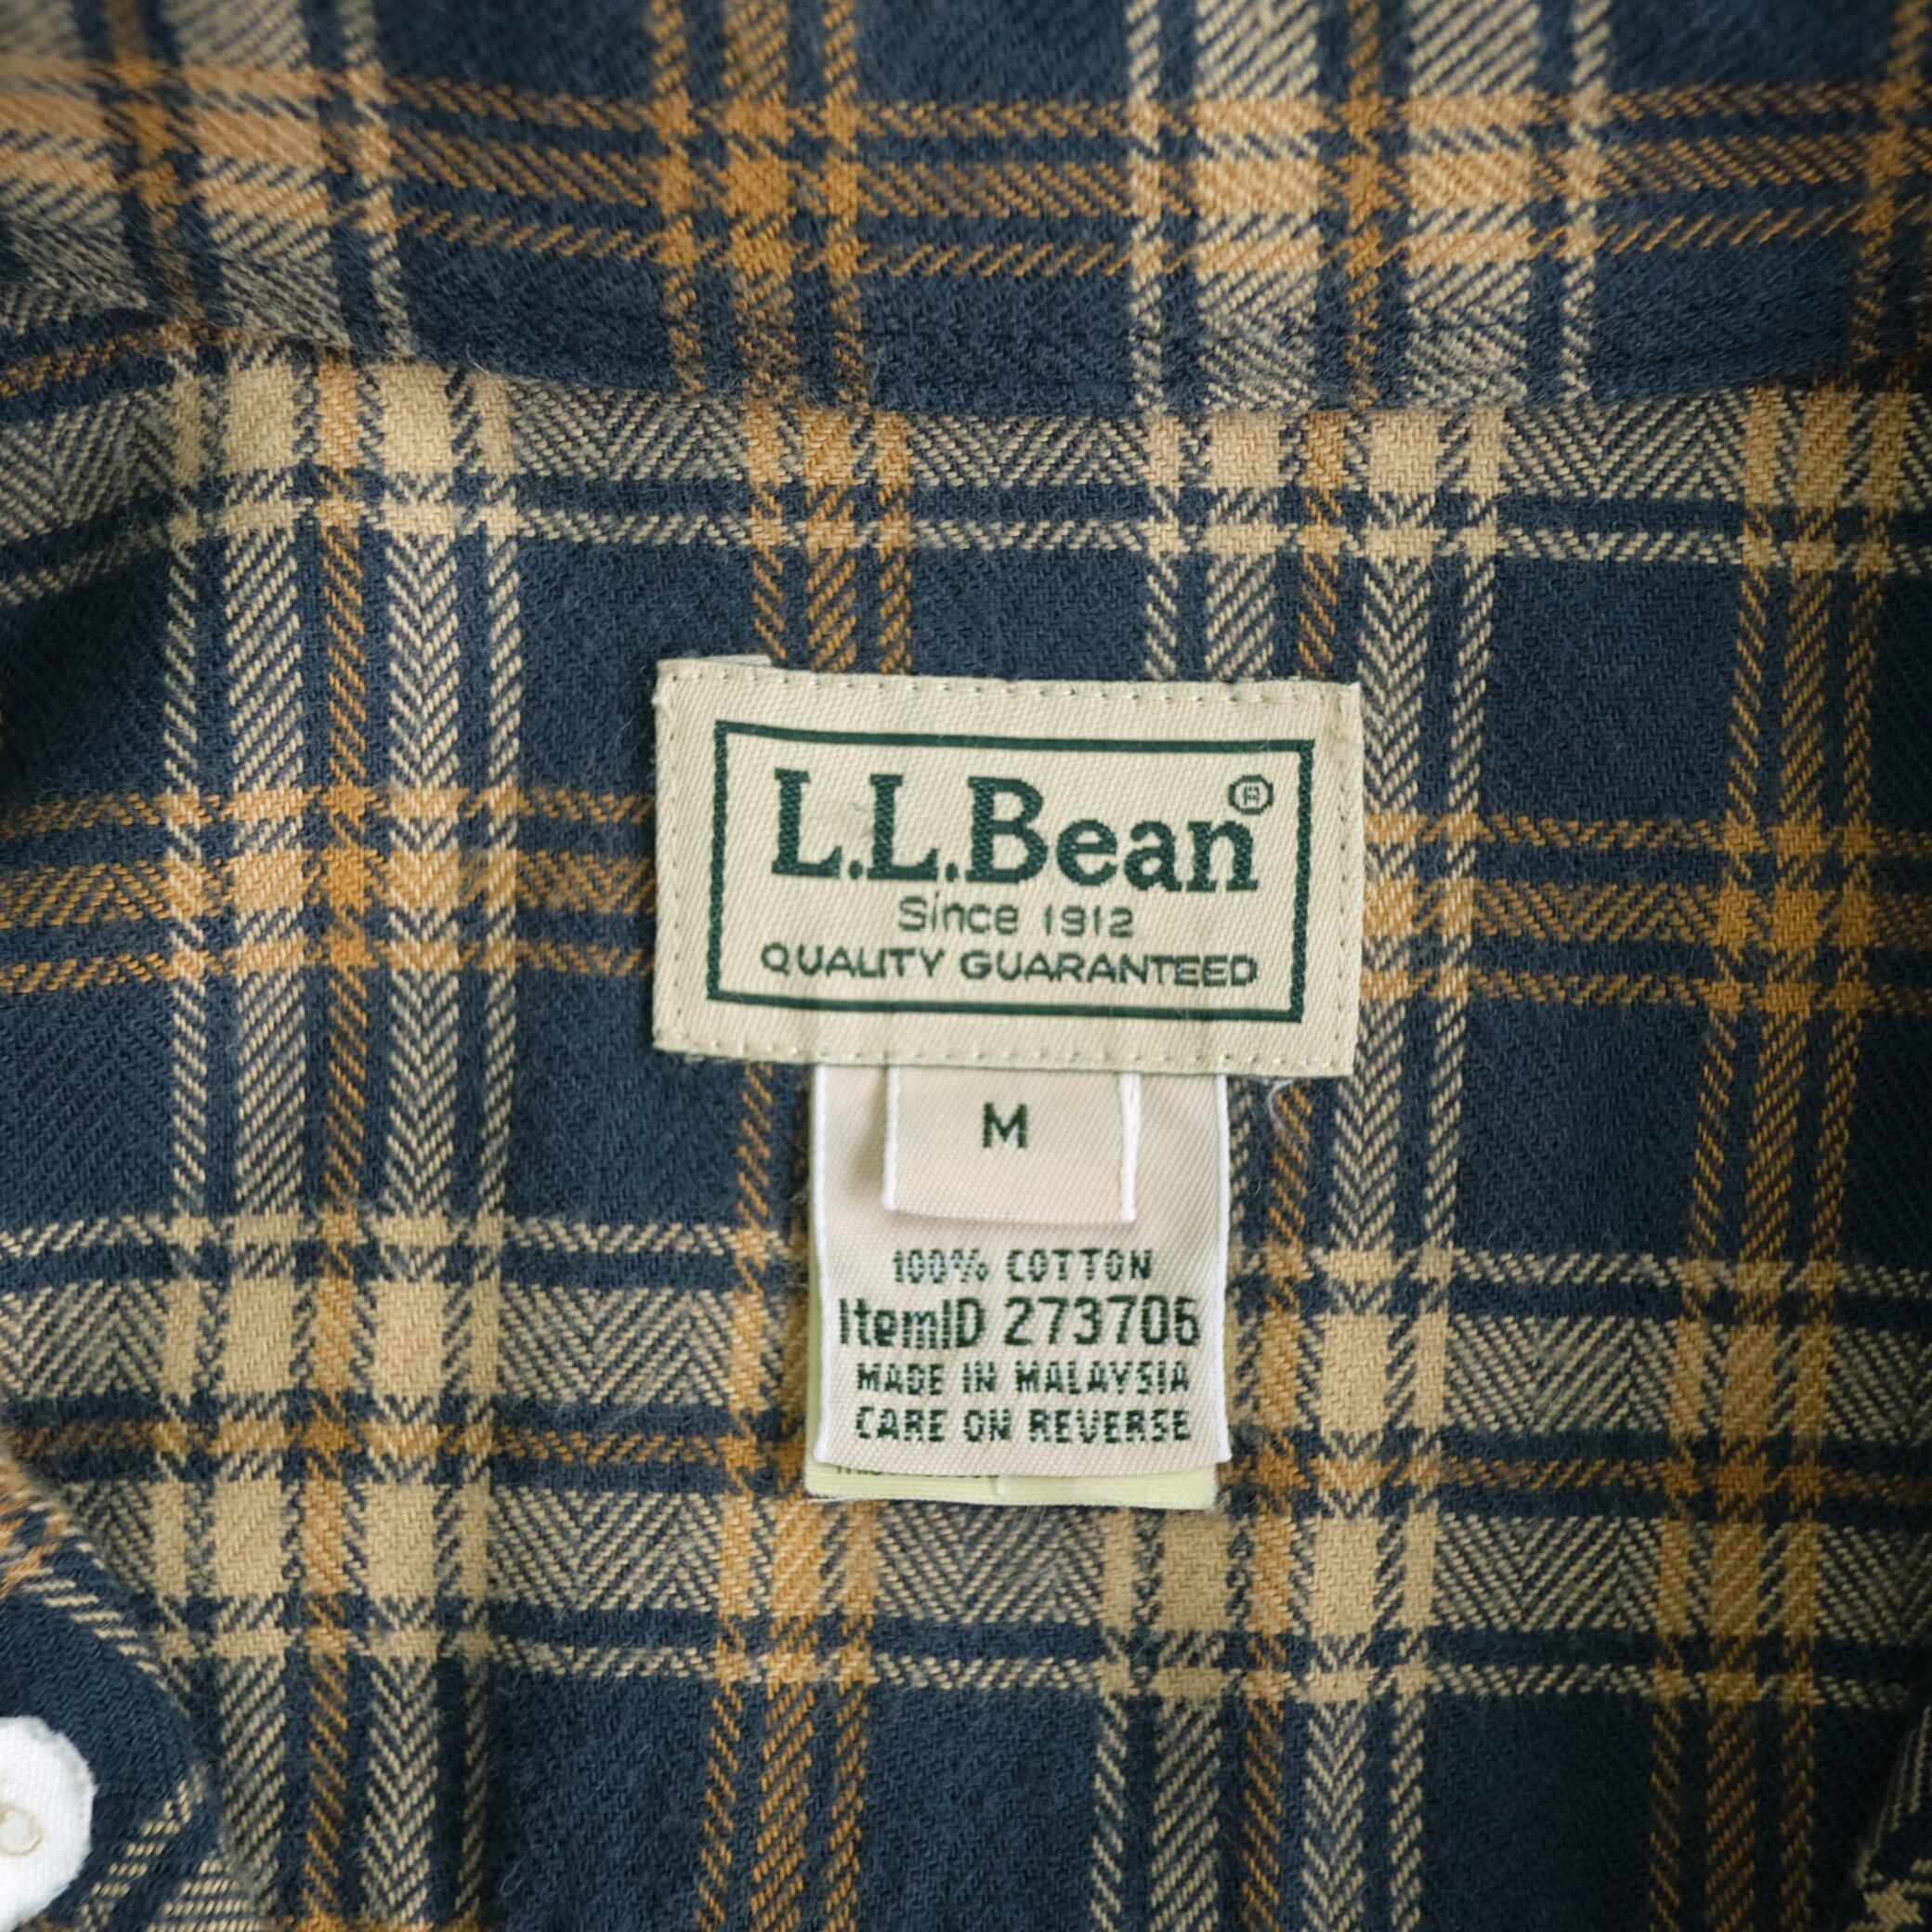 L.L.Bean®
Since 1912
QUALITY GUARANTEED
M
100% COTTON
ItemID 273706
MADE IN MALAYSIA
CARE ON REVERSE